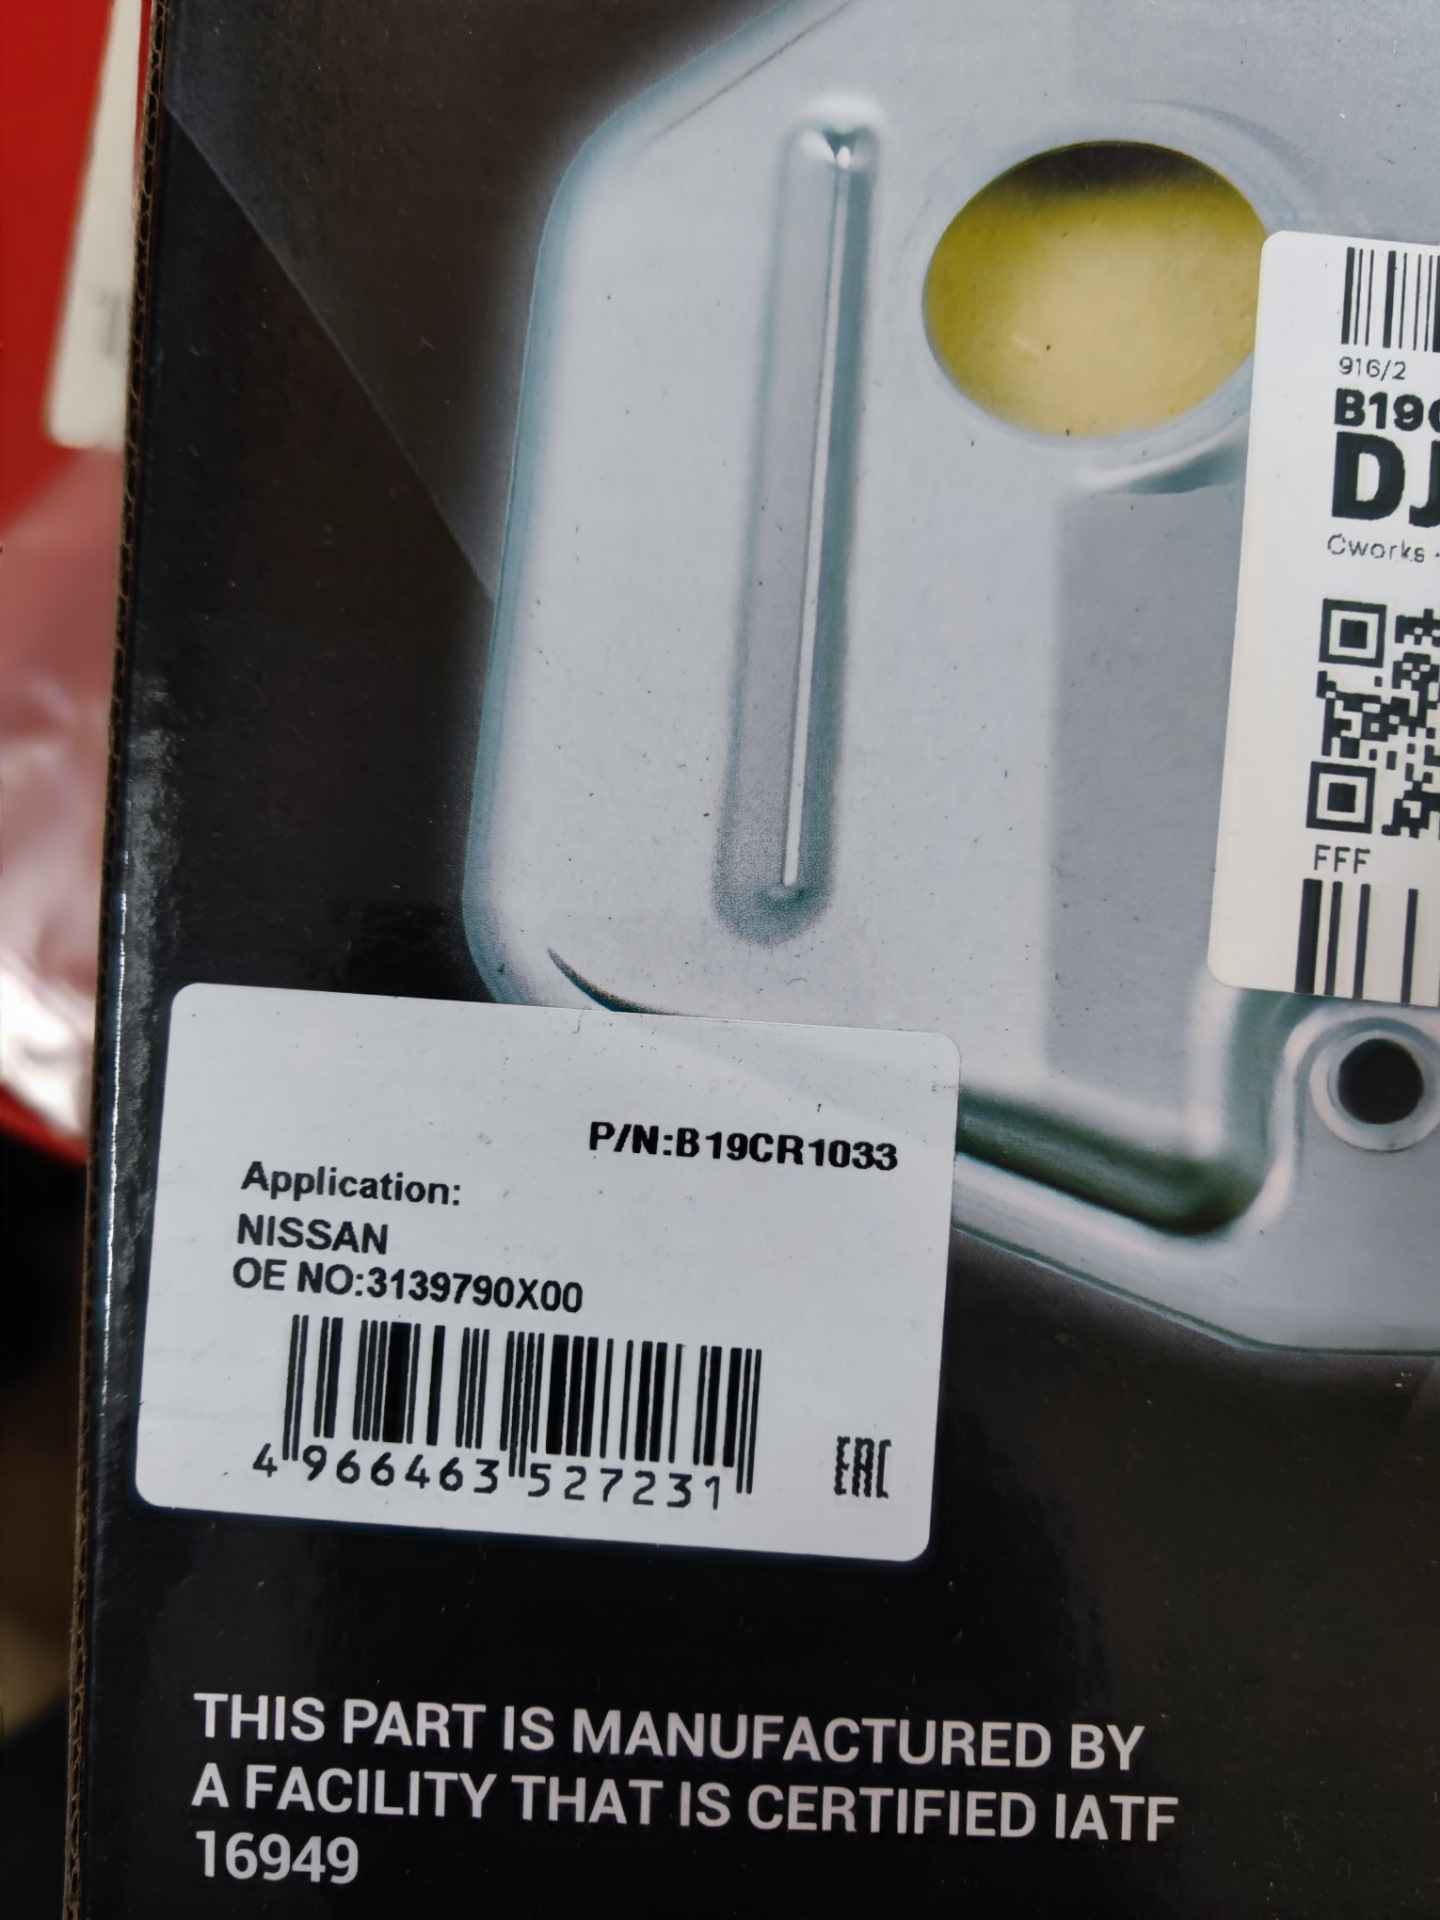 916/2
B19C
DJ
Cworks -
FFF
P/N:B19CR1033
Application:
NISSAN
OE NO:3139790X00
4 966463 527231
EAC
THIS PART IS MANUFACTURED BY
A FACILITY THAT IS CERTIFIED IATF
16949